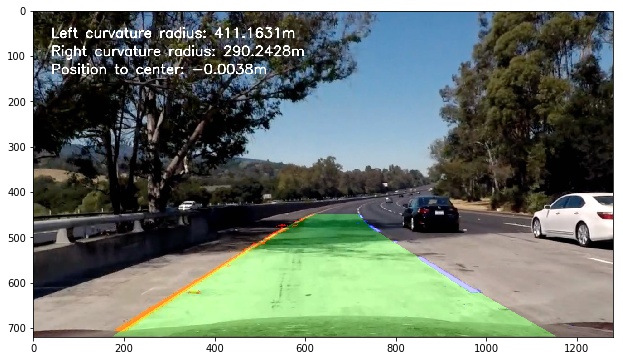 Left curvature radius: 411.1631m
Right curvature radius: 290.2428m
Position to center: -0.0038m
0
100
200
300
400
500
600
700
0 200 400 600 800 1000 1200